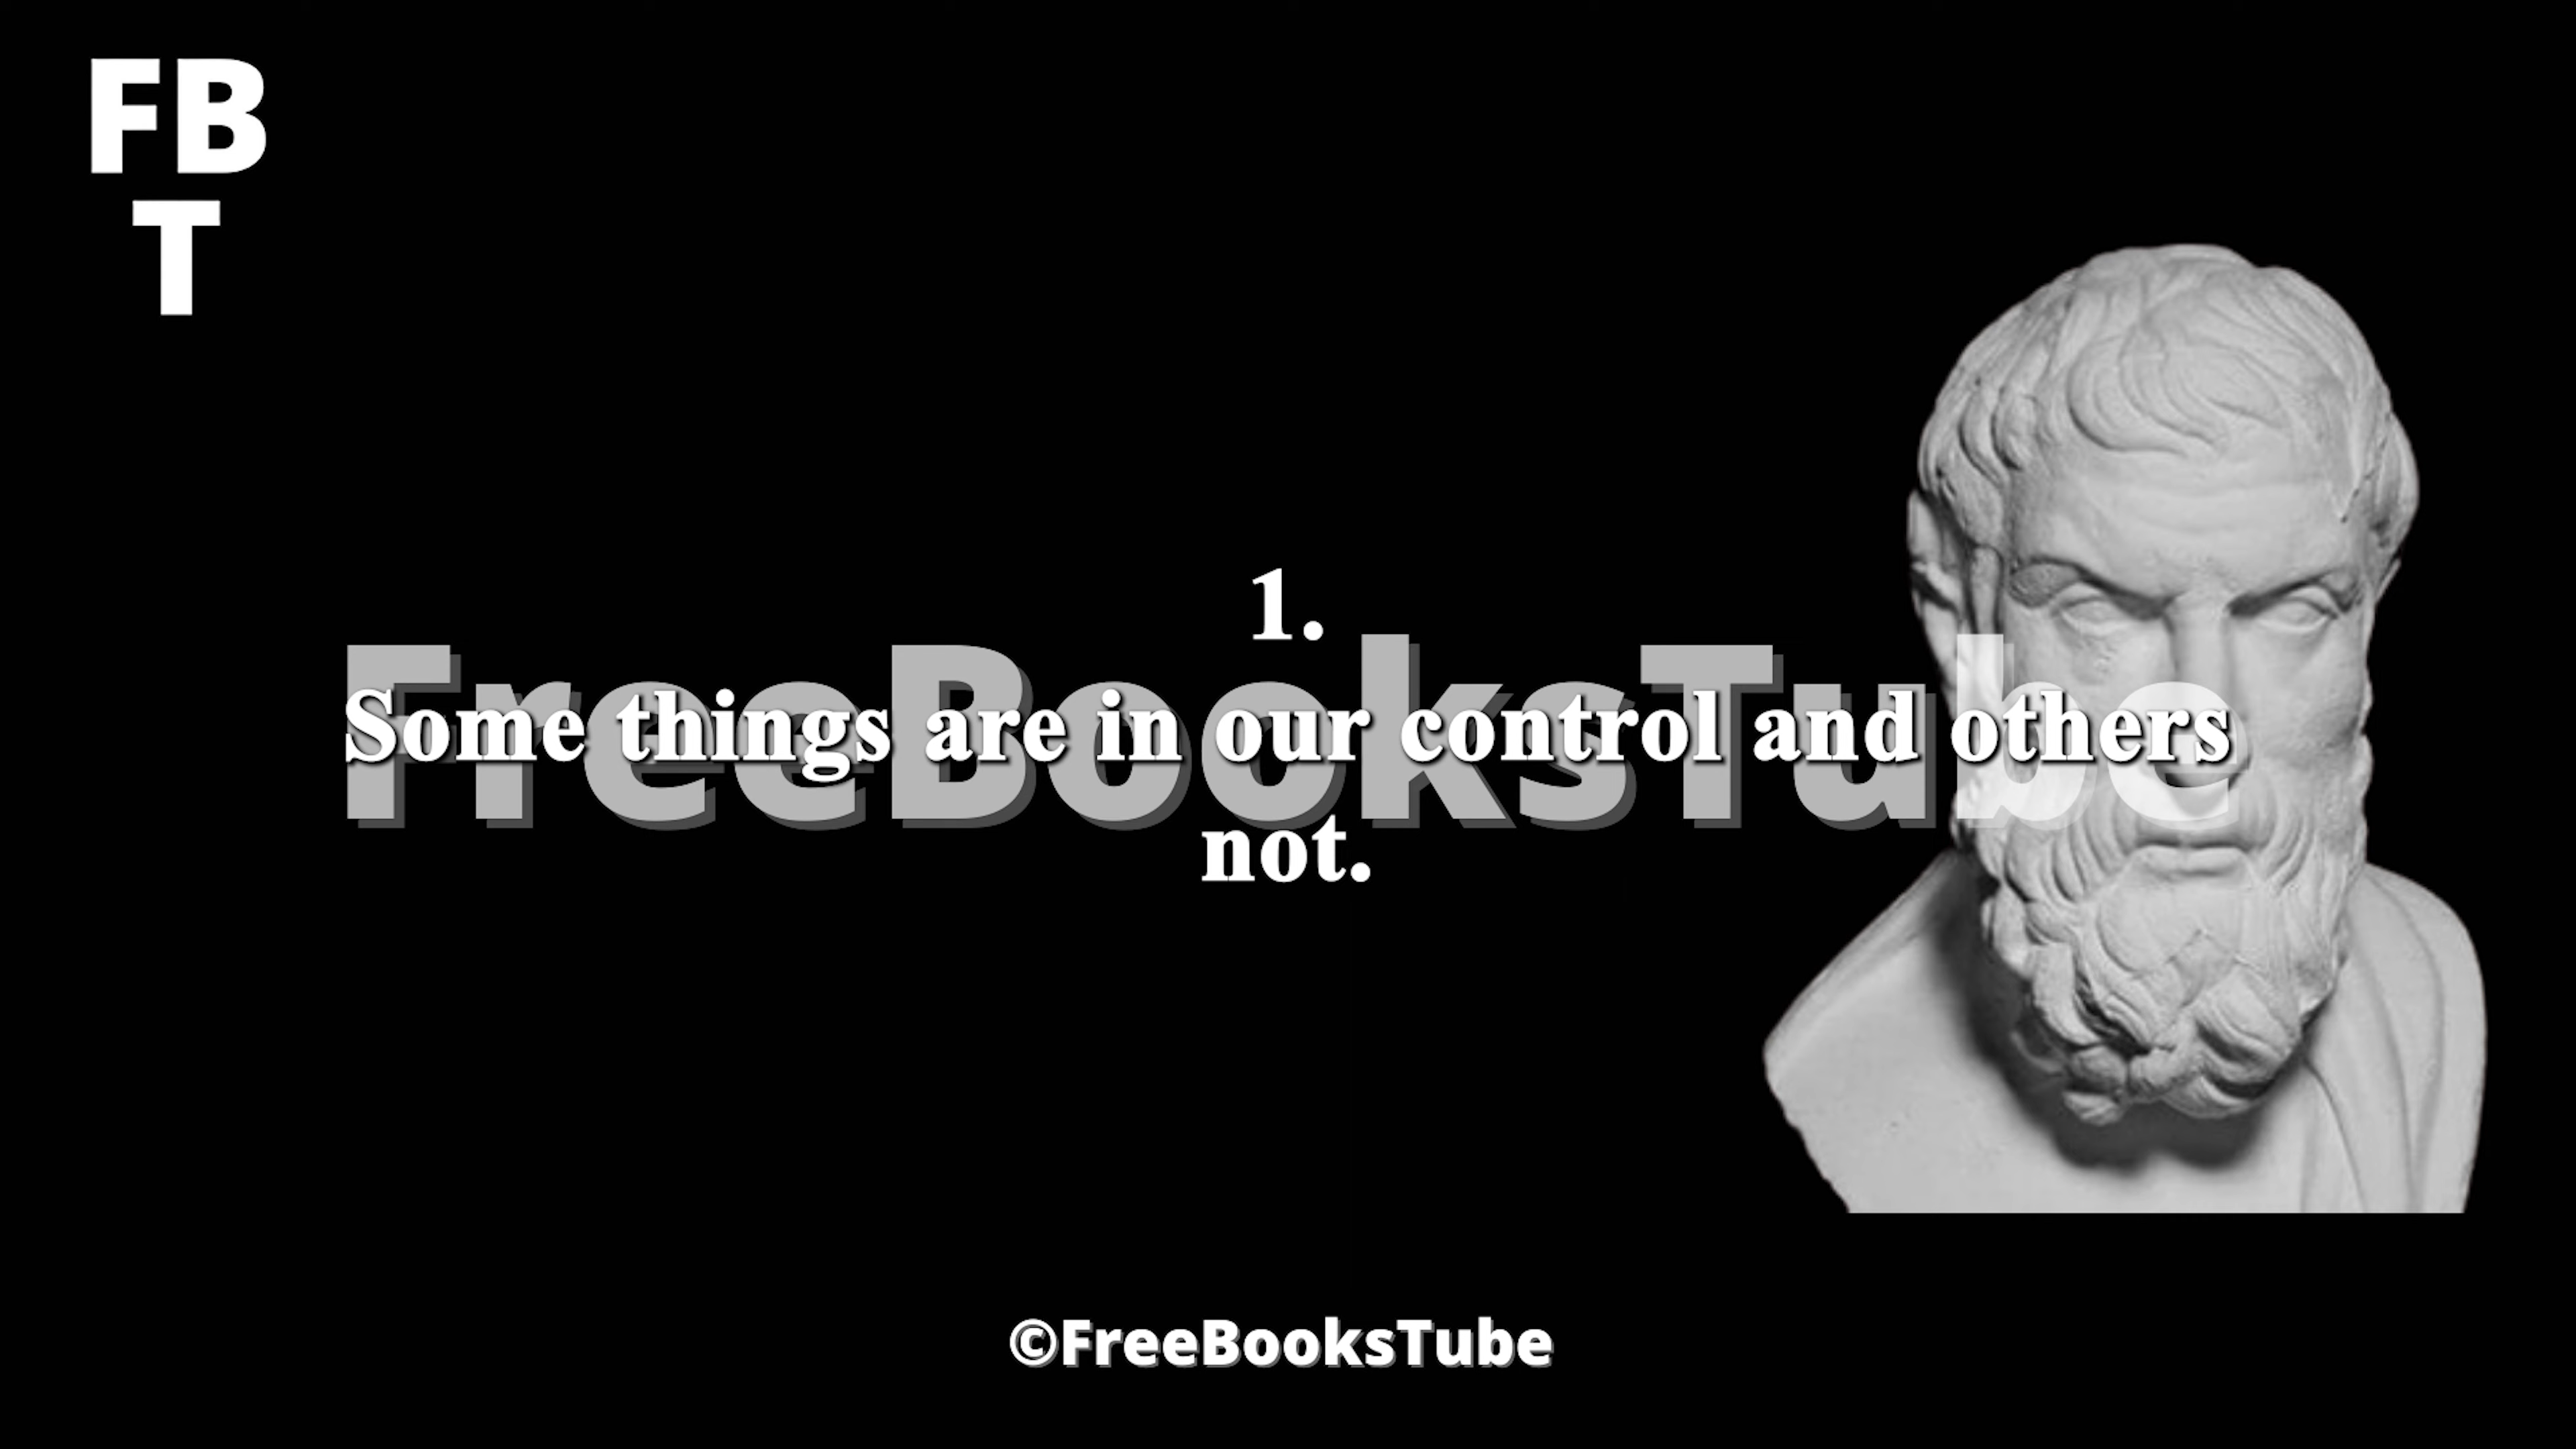 FB
T
1.
FreeBooksTube
Some things are in our control and others
not.
©FreeBooksTube